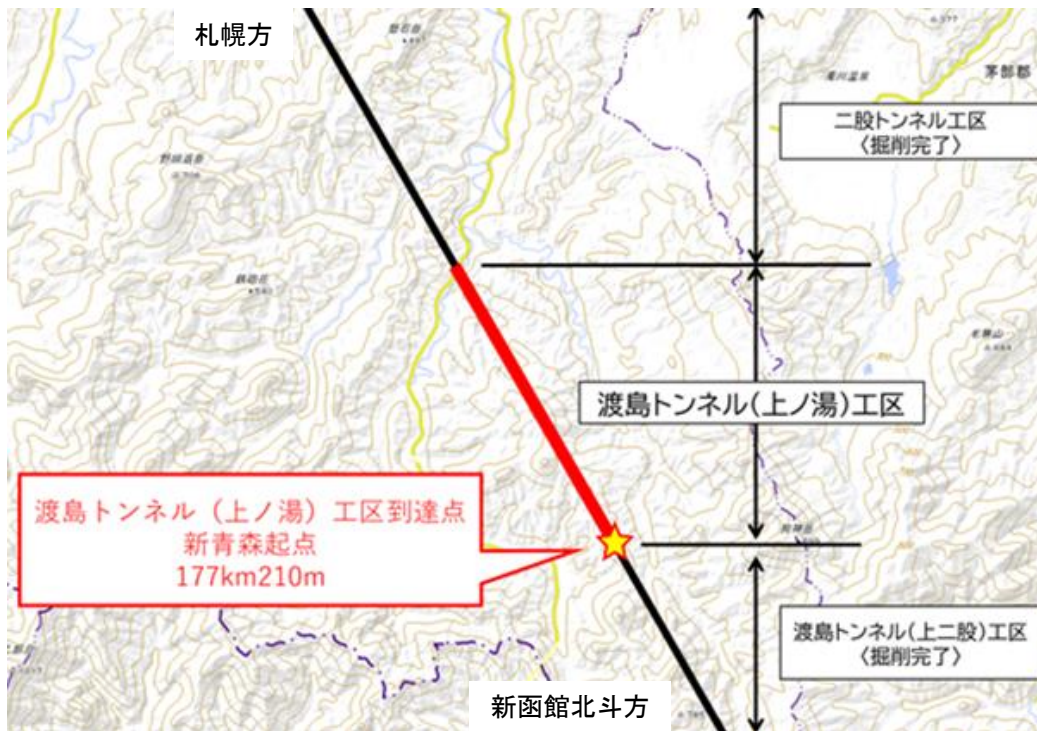 札幌方
茅部郡
二股トンネル工区
〈掘削完了〉
渡島トンネル(上ノ湯)工区
渡島トンネル（上ノ湯）工区到達点
新青森起点
177km210m
渡島トンネル(上二股)工区
〈掘削完了〉
新函館北斗方